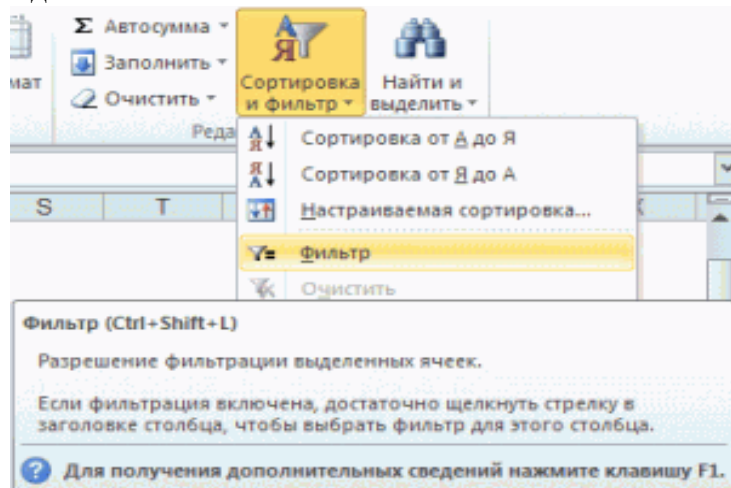 Σ Автосумма
Заполнить
Очистить
Сортировка и фильтр
Найти и выделить
мат
Реда
Сортировка от А до Я
Сортировка от Я до А
Настраиваемая сортировка...
S T
Фильтр
Очистить
Фильтр (Ctrl+Shift+L)
Разрешение фильтрации выделенных ячеек.
Если фильтрация включена, достаточно щелкнуть стрелку в
заголовке столбца, чтобы выбрать фильтр для этого столбца.
Для получения дополнительных сведений нажмите клавишу F1.